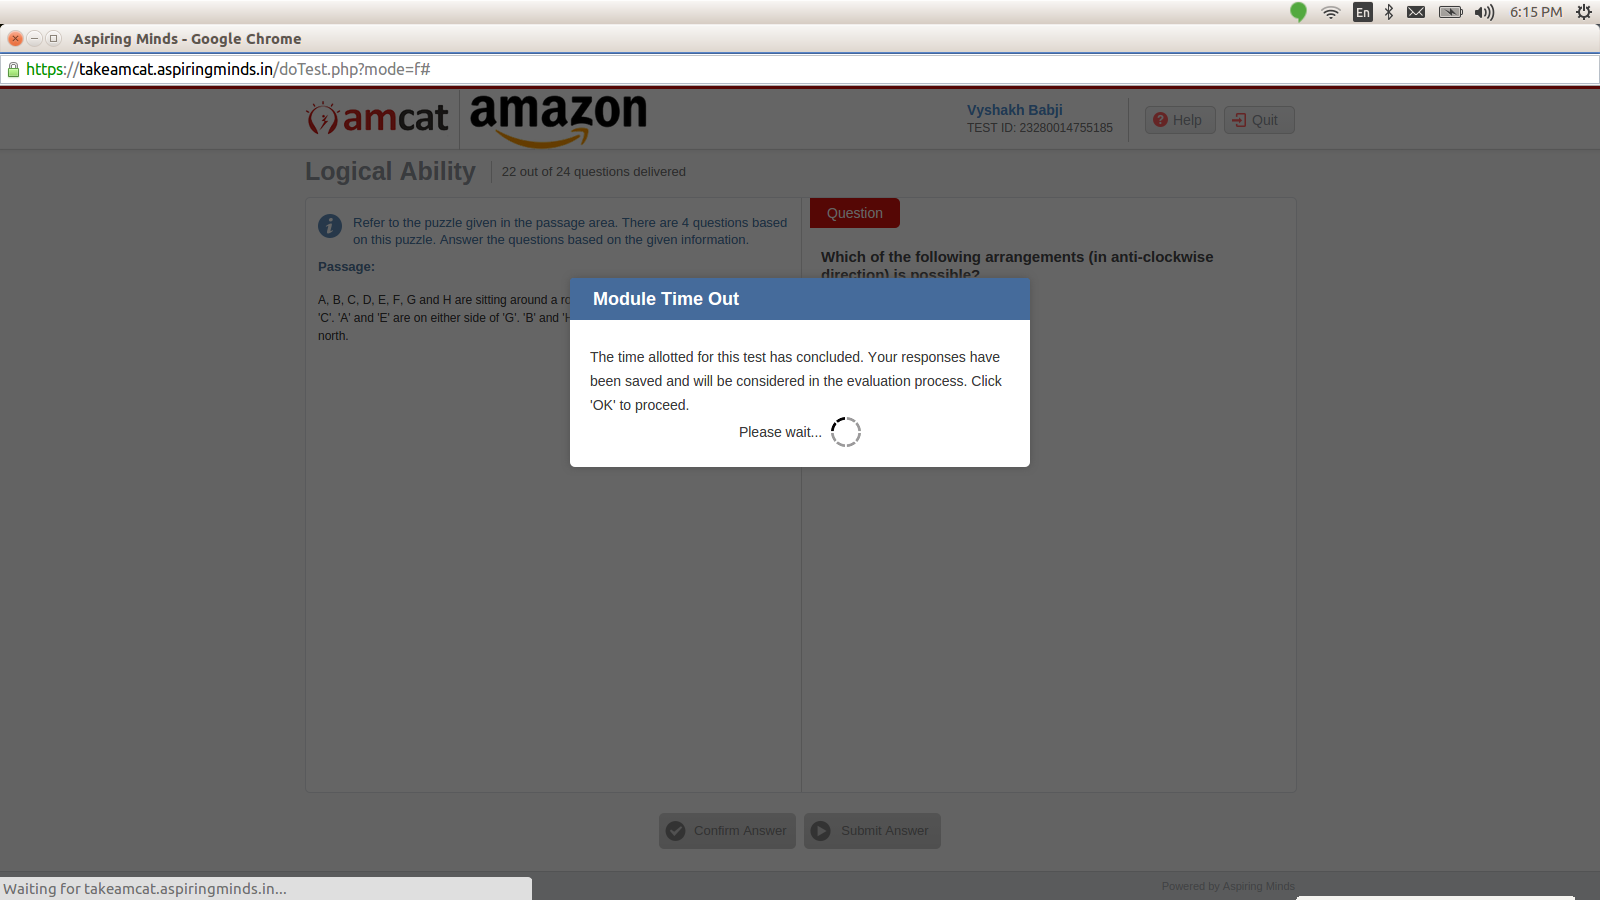 En
6:15 PM
Aspiring Minds - Google Chrome
https://takeamcat.aspiringminds.in/doTest.php?mode=f#
amcat
amazon
Vyshakh Babji
TEST ID: 23280014755185
Help
Quit
Logical Ability
22 out of 24 questions delivered
Refer to the puzzle given in the passage area. There are 4 questions based
on this puzzle. Answer the questions based on the given information.
Passage:
A, B, C, D, E, F, G and H are sitting around a
'C'. 'A' and 'E' are on either side of 'G'. 'B' and
north.
Question
Which of the following arrangements (in anti-clockwise
direction) is possible?
Module Time Out
The time allotted for this test has concluded. Your responses have
been saved and will be considered in the evaluation process. Click
'OK' to proceed.
Please wait...
Confirm Answer
Submit Answer
Waiting for takeamcat.aspiringminds.in...
Powered by Aspiring Minds